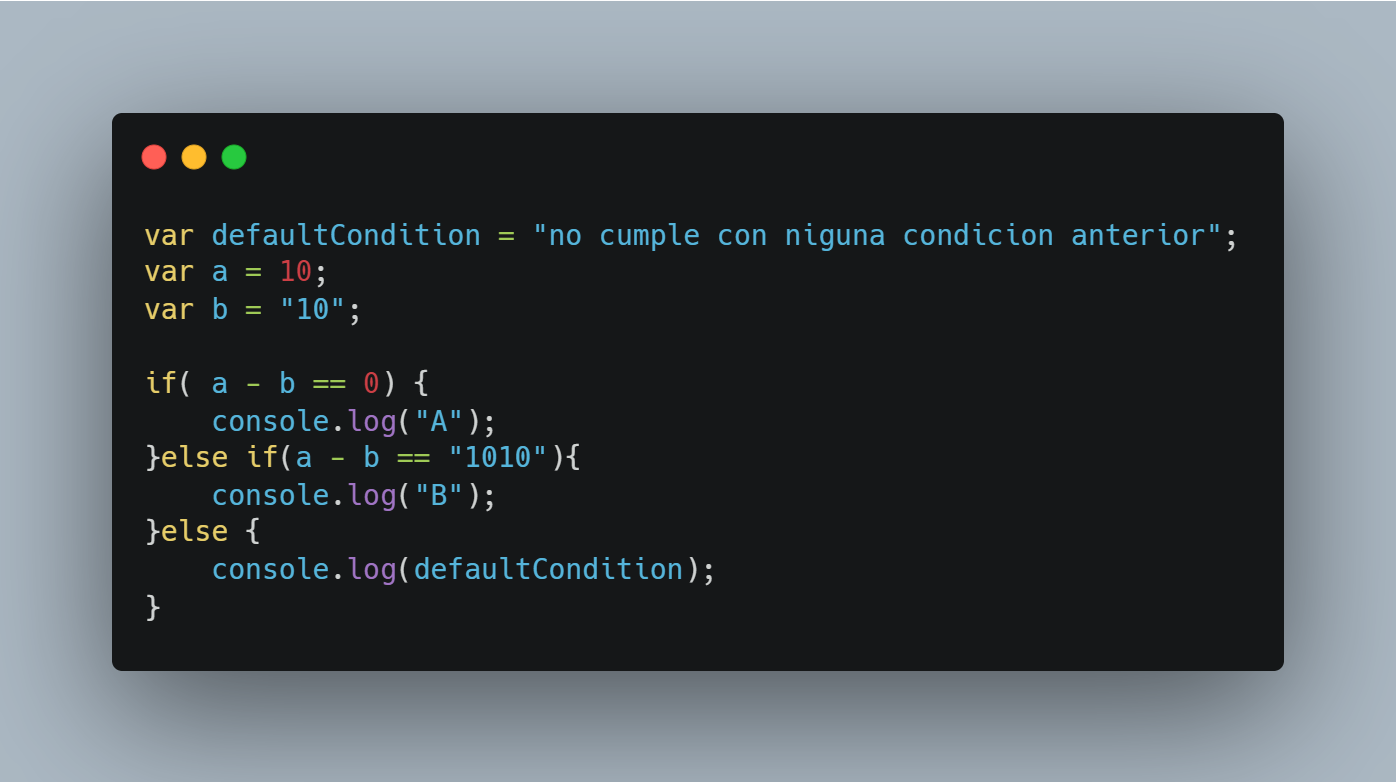 var defaultCondition = "no cumple con niguna condicion anterior";
var a = 10;
var b = "10";

if( a - b == 0) {
    console.log("A");
}else if(a - b == "1010"){
    console.log("B");
}else {
    console.log(defaultCondition);
}